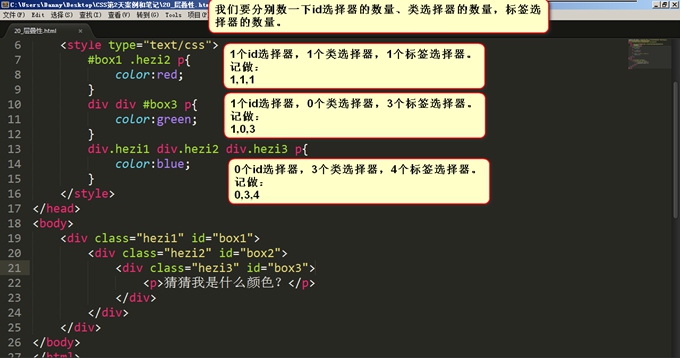 C:\Users\Danny\Desktop\CSS第2天案例和笔记\20_层叠性.html
我们要分别数一下id选择器的数量、类选择器的数量，标签选
择器的数量。
文件(F) 编辑(E) 选择(S) 查找(I) 查看(V) 转到(G) 工具(T) 项目
20_层叠性.html
6 <style type="text/css">
7 #box1 .hezi2 p{
8 color:red;
9 }
10 div div #box3 p{
11 color:green;
12 }
13 div.hezi1 div.hezi2 div.hezi3 p{
14 color:blue;
15 }
16 </style>
17 </head>
18 <body>
19 <div class="hezi1" id="box1">
20 <div class="hezi2" id="box2">
21 <div class="hezi3" id="box3">
22 <p>猜猜我是什么颜色？</p>
23 </div>
24 </div>
25 </div>
26 </body>
27 </html>
1个id选择器，1个类选择器，1个标签选择器。
记做：
1,1,1
1个id选择器，0个类选择器，3个标签选择器。
记做：
1,0,3
0个id选择器，3个类选择器，4个标签选择器。
记做：
0,3,4